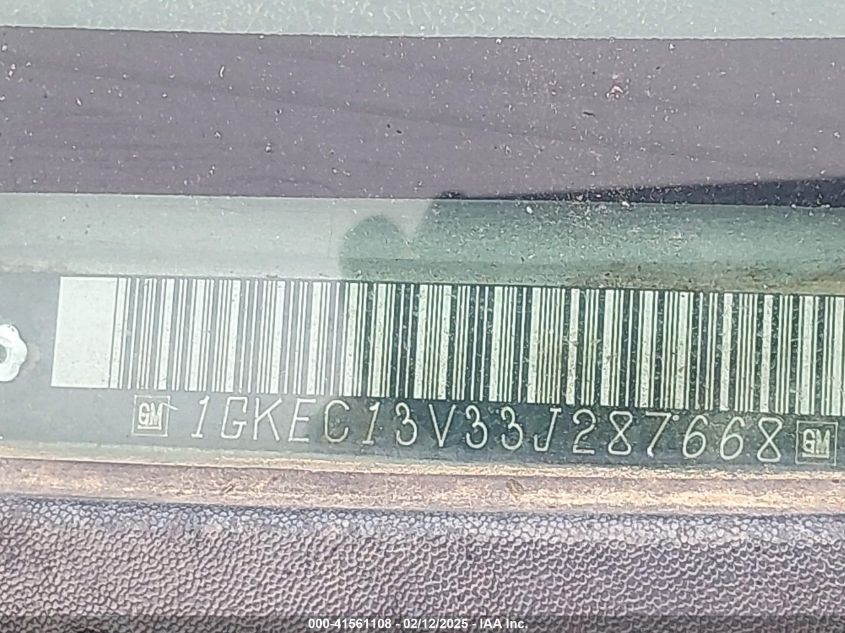 GM 1GKEC13V33J287668 GM
000-41561108 - 02/12/2025 - IAA Inc.